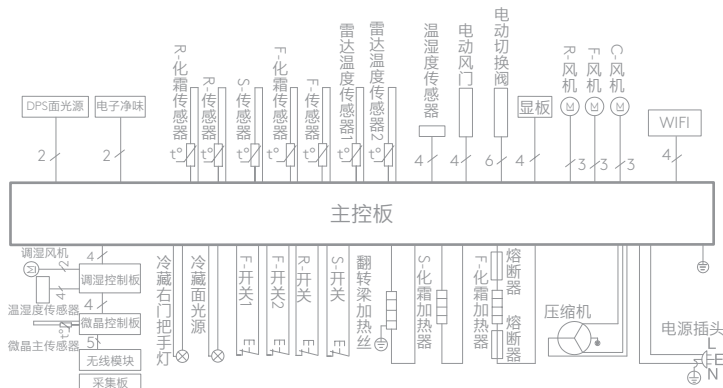 R-化霜传感器
R-传感器
S-传感器
F-化霜传感器
F-传感器
雷达温度传感器1
雷达温度传感器2
温湿度传感器
电动风门
电动切换阀
R-风机
F-风机
C-风机
DPS面光源
电子净味
显板
WIFI
M
M
M
t°
t°
t°
t°
t°
t°
t°
2
2
4
4
6
4
3
3
3
4
主控板
调湿风机
M
2
4
调湿控制板
4
温湿度传感器
4
微晶控制板
t°
2
微晶主传感器
5
无线模块
采集板
冷藏右门把手灯
冷藏面光源
F-开关1
F-开关2
R-开关
S-开关
E
E
E
E
翻转梁加热丝
S-化霜加热器
F-化霜加热器
熔断器
熔断器
压缩机
电源插头
L
E
N